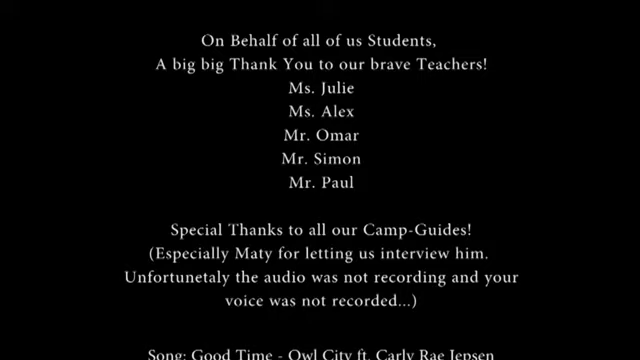 On Behalf of all of us Students,
A big big Thank You to our brave Teachers!
Ms. Julie
Ms. Alex
Mr. Omar
Mr. Simon
Mr. Paul
Special Thanks to all our Camp-Guides!
(Especially Maty for letting us interview him.
Unfortunetaly the audio was not recording and your
voice was not recorded...)
Song: Good Time - Owl City ft. Carly Rae Jepsen